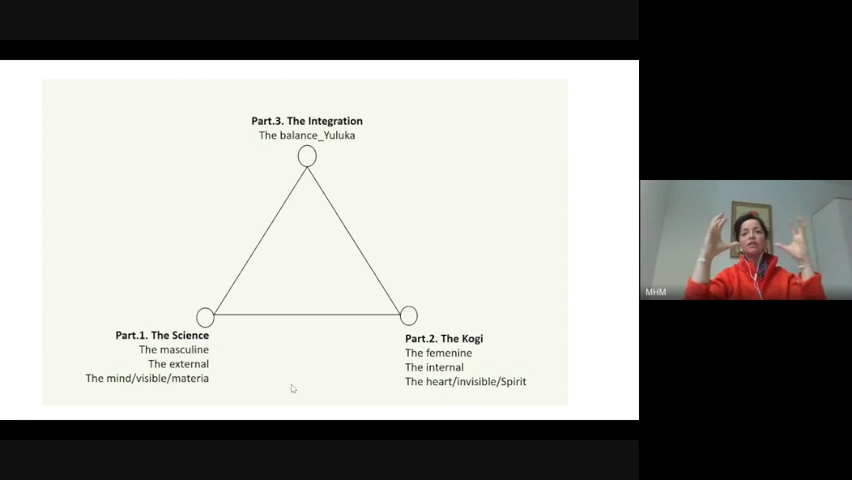 Part.3. The Integration
The balance_Yuluka
Part.1. The Science
The masculine
The external
The mind/visible/materia
Part.2. The Kogi
The femenine
The internal
The heart/invisible/Spirit
MHM